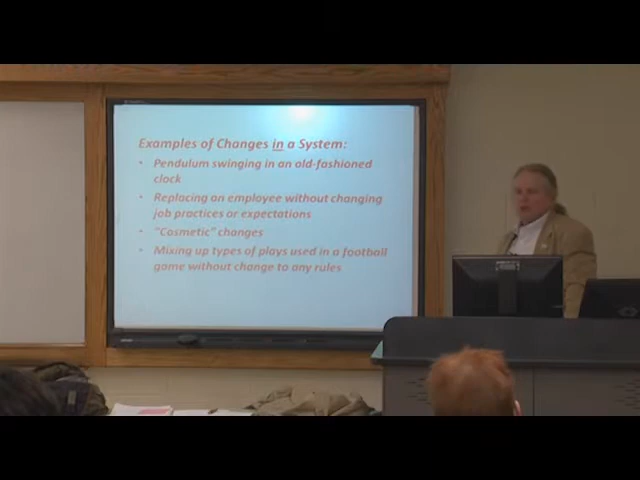 Examples of Changes in a System:
• Pendulum swinging in an old-fashioned
clock
• Replacing an employee without changing
job practices or expectations
• "Cosmetic" changes
• Mixing up types of plays used in a football
game without change to any rules